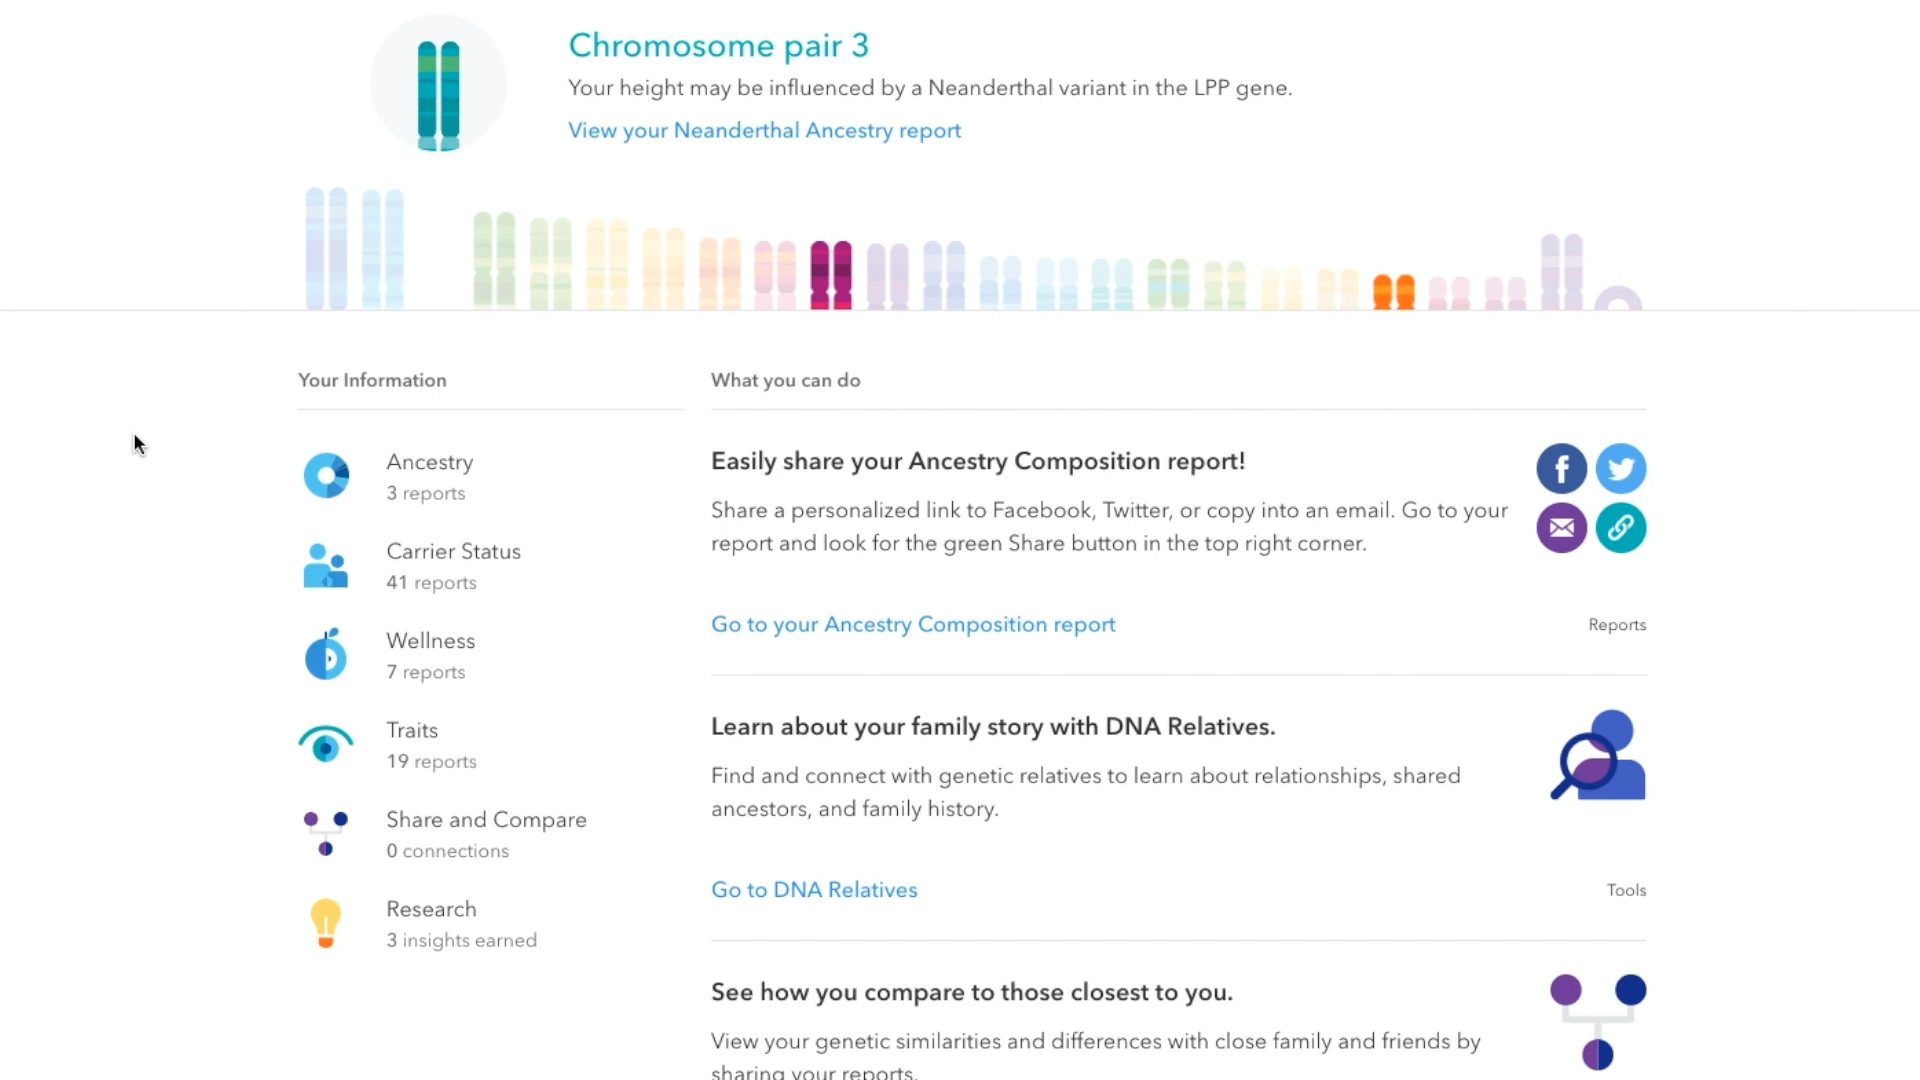 Chromosome pair 3
Your height may be influenced by a Neanderthal variant in the LPP gene.
View your Neanderthal Ancestry report
Your Information
Ancestry
3 reports
Carrier Status
41 reports
Wellness
7 reports
Traits
19 reports
Share and Compare
0 connections
Research
3 insights earned
What you can do
Easily share your Ancestry Composition report!
Share a personalized link to Facebook, Twitter, or copy into an email. Go to your
report and look for the green Share button in the top right corner.
Go to your Ancestry Composition report
Reports
Learn about your family story with DNA Relatives.
Find and connect with genetic relatives to learn about relationships, shared
ancestors, and family history.
Go to DNA Relatives
Tools
See how you compare to those closest to you.
View your genetic similarities and differences with close family and friends by
sharing your reports.